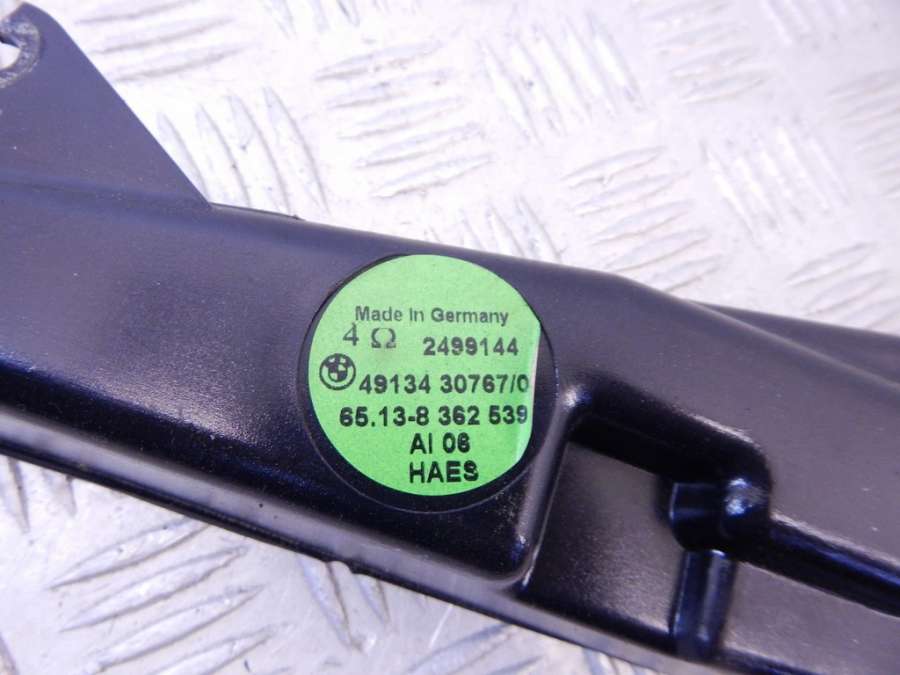 Made In Germany
4 Ω 2499144
49134 30767/0
65.13-8 362 539
AI 06
HAES